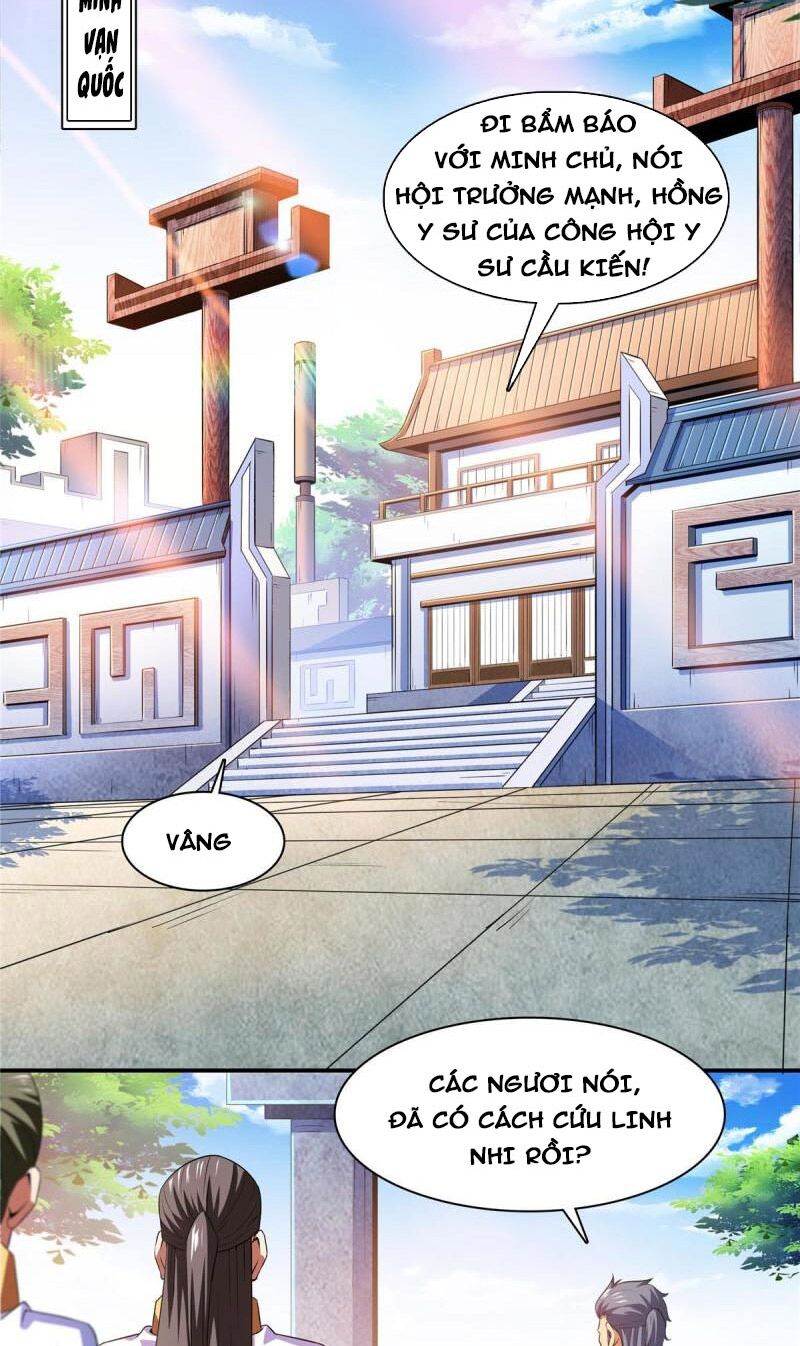 MINH
VẠN
QUỐC
ĐI BẨM BÁO
VỚI MINH CHỦ, NÓI
HỘI TRƯỞNG MẠNH, HỒNG
Y SƯ CỦA CÔNG HỘI Y
SƯ CẦU KIẾN!
VÂNG
CÁC NGƯƠI NÓI,
ĐÃ CÓ CÁCH CỨU LINH
NHI RỒI?